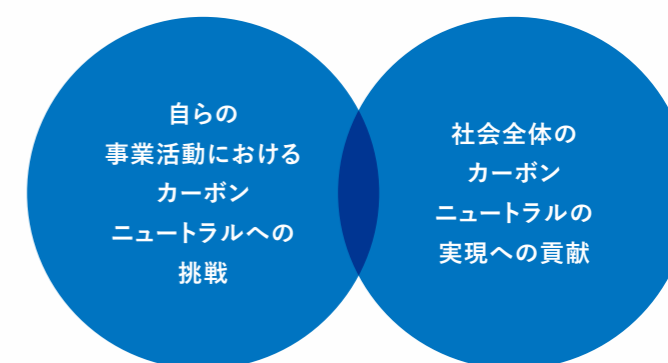 自らの
事業活動における
カーボン
ニュートラルへの
挑戦
社会全体の
カーボン
ニュートラルの
実現への貢献